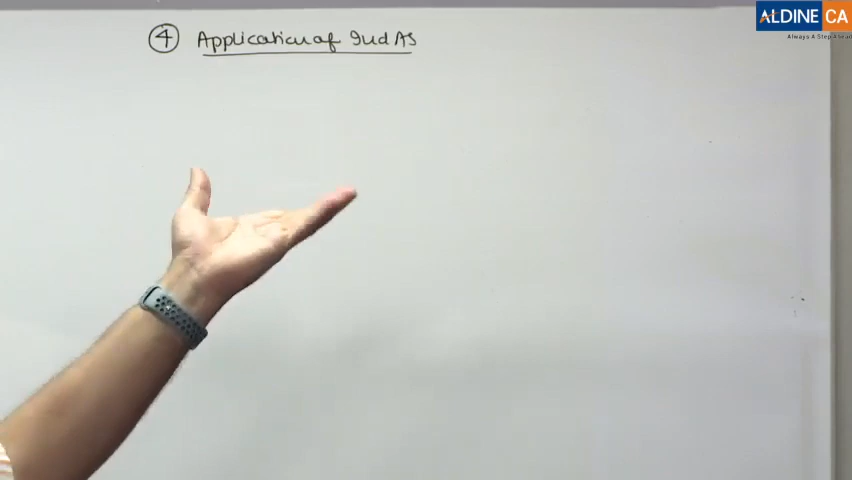 ④ Application of Ind AS
ALDINE CA
Always A Step Ahead